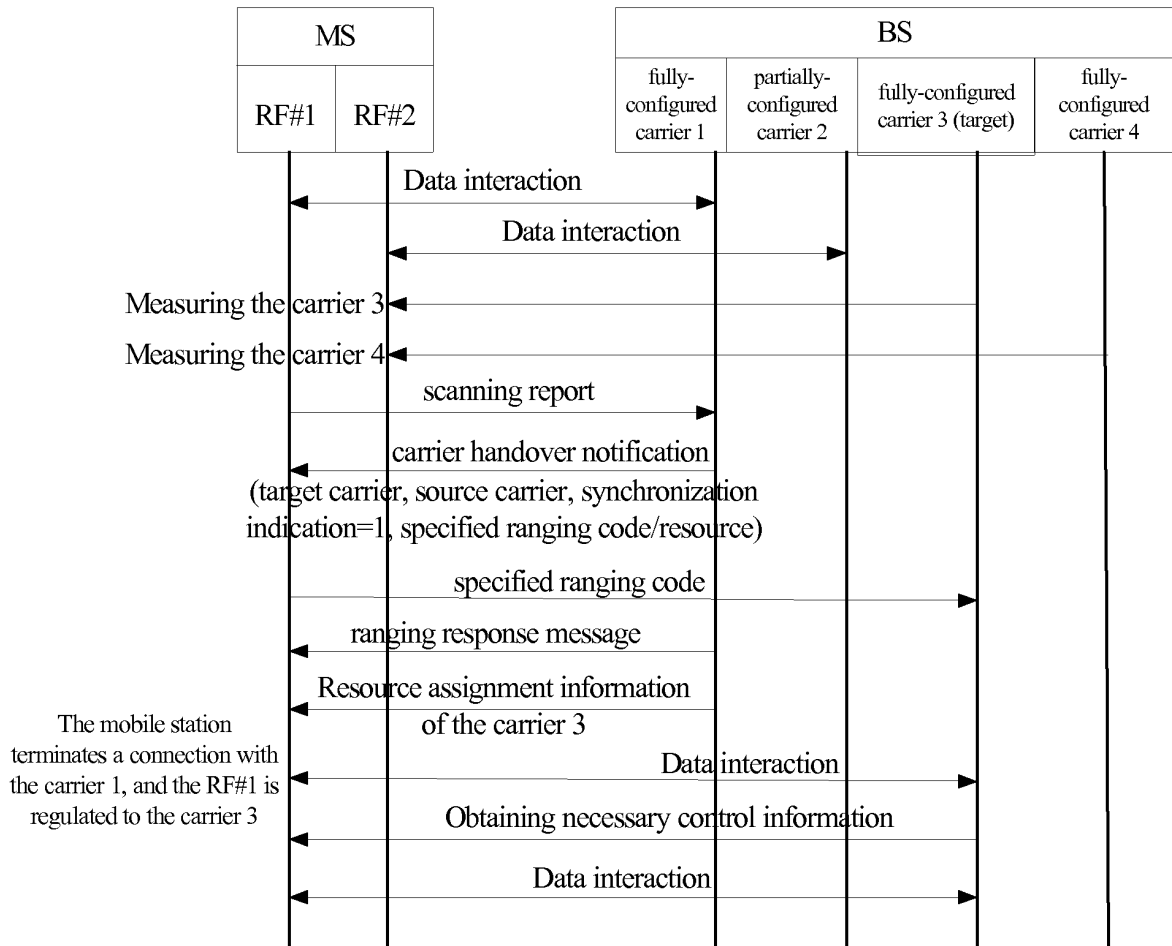 MS
BS
RF#1
RF#2
fully-
configured
carrier 1
partially-
configured
carrier 2
fully-configured
carrier 3 (target)
fully-
configured
carrier 4
Data interaction
Data interaction
Measuring the carrier 3
Measuring the carrier 4
scanning report
carrier handover notification
(target carrier, source carrier, synchronization
indication=1, specified ranging code/resource)
specified ranging code
ranging response message
Resource assignment information
of the carrier 3
The mobile station
terminates a connection with
the carrier 1, and the RF#1 is
regulated to the carrier 3
Data interaction
Obtaining necessary control information
Data interaction